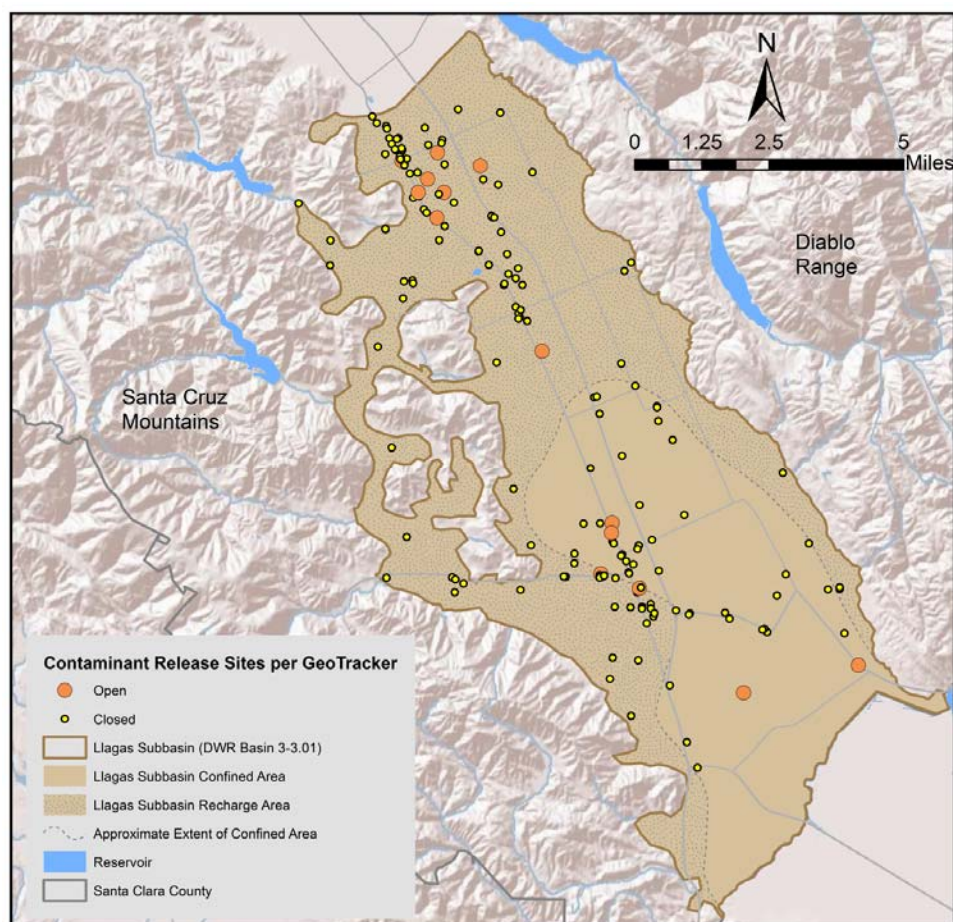 N
0 1.25 2.5 5
Miles
Diablo
Range
Santa Cruz
Mountains
Contaminant Release Sites per GeoTracker
Open
Closed
Llagas Subbasin (DWR Basin 3-3.01)
Llagas Subbasin Confined Area
Llagas Subbasin Recharge Area
Approximate Extent of Confined Area
Reservoir
Santa Clara County